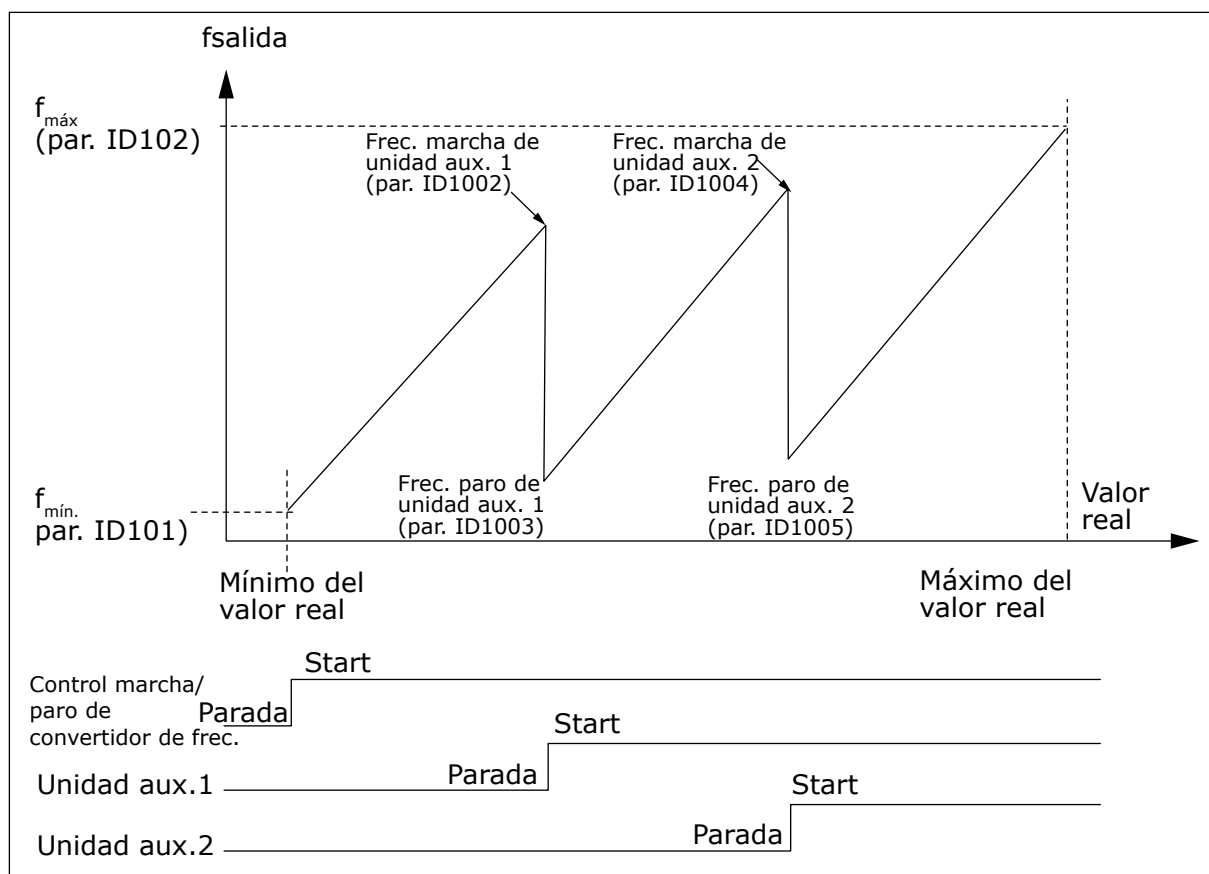 fsalida
fmáx
(par. ID102)
Frec. marcha de
unidad aux. 1
(par. ID1002)
Frec. marcha de
unidad aux. 2
(par. ID1004)
fmín.
par. ID101)
Frec. paro de
unidad aux. 1
(par. ID1003)
Frec. paro de
unidad aux. 2
(par. ID1005)
Valor
real
Mínimo del
valor real
Máximo del
valor real
Start
Control marcha/
paro de
convertidor de frec.
Parada
Start
Unidad aux.1
Parada
Start
Unidad aux.2
Parada